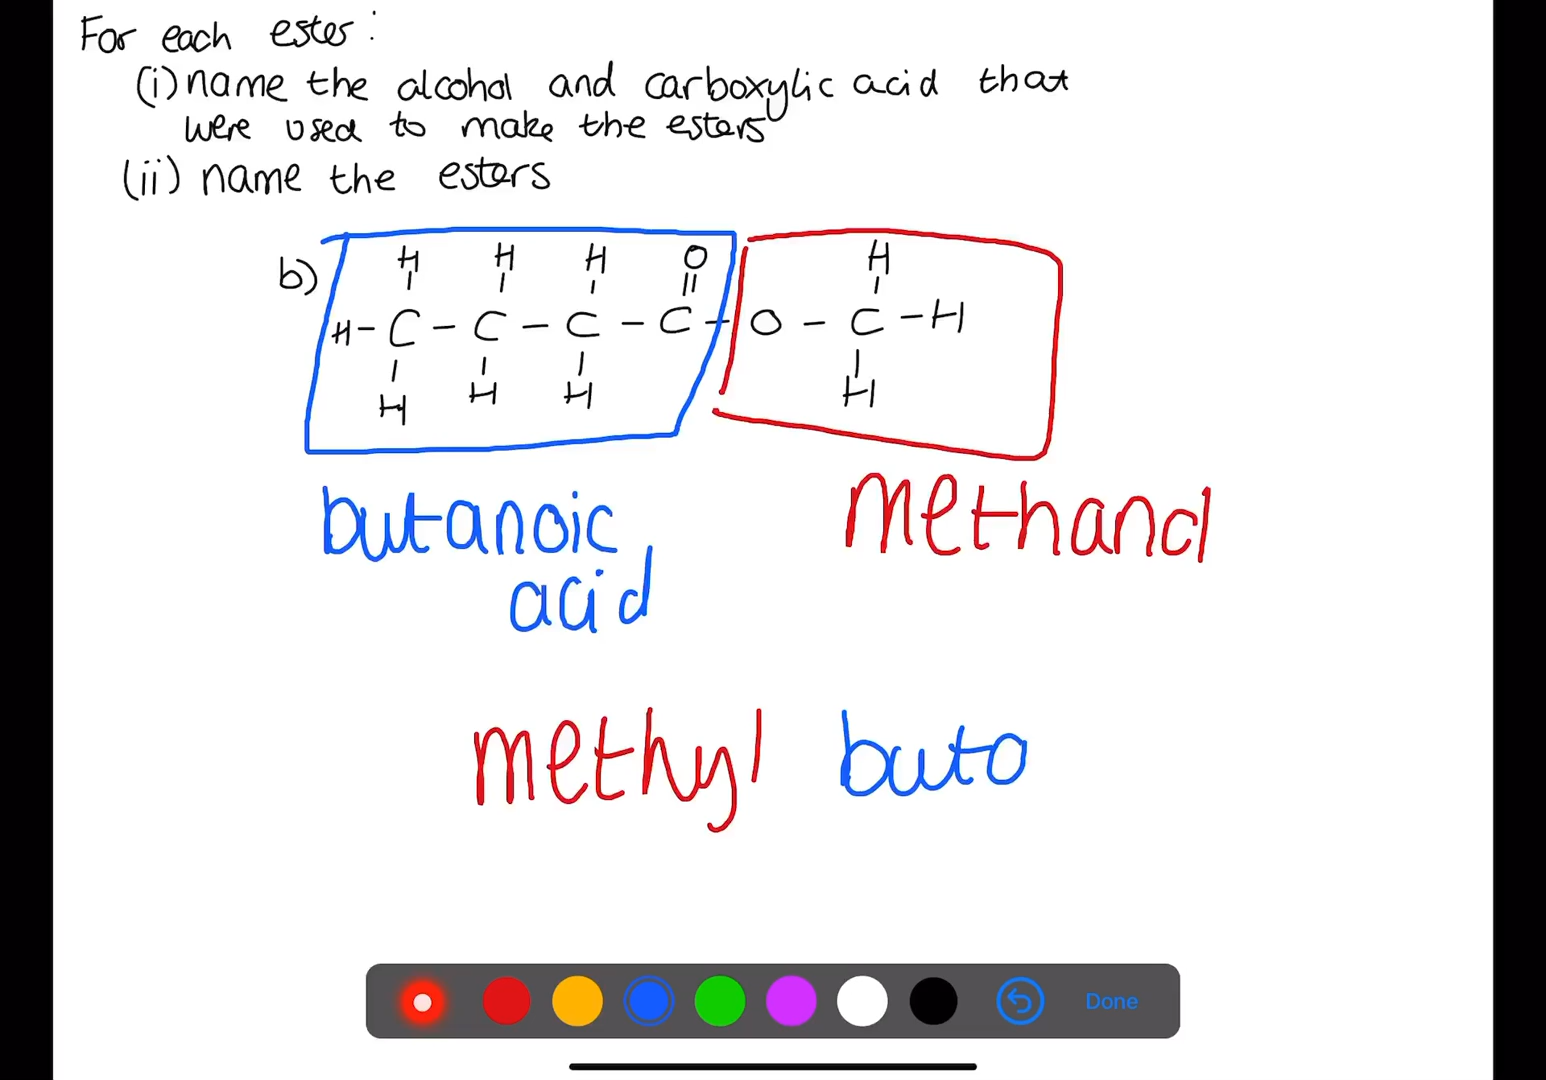 For each ester:
(i) name the alcohol and carboxylic acid that
were used to make the esters
(ii) name the esters
b)
H H H O H
H - C - C - C - C - O - C - H
H H H H
butanoic
acid
methanol
methyl buto
Done